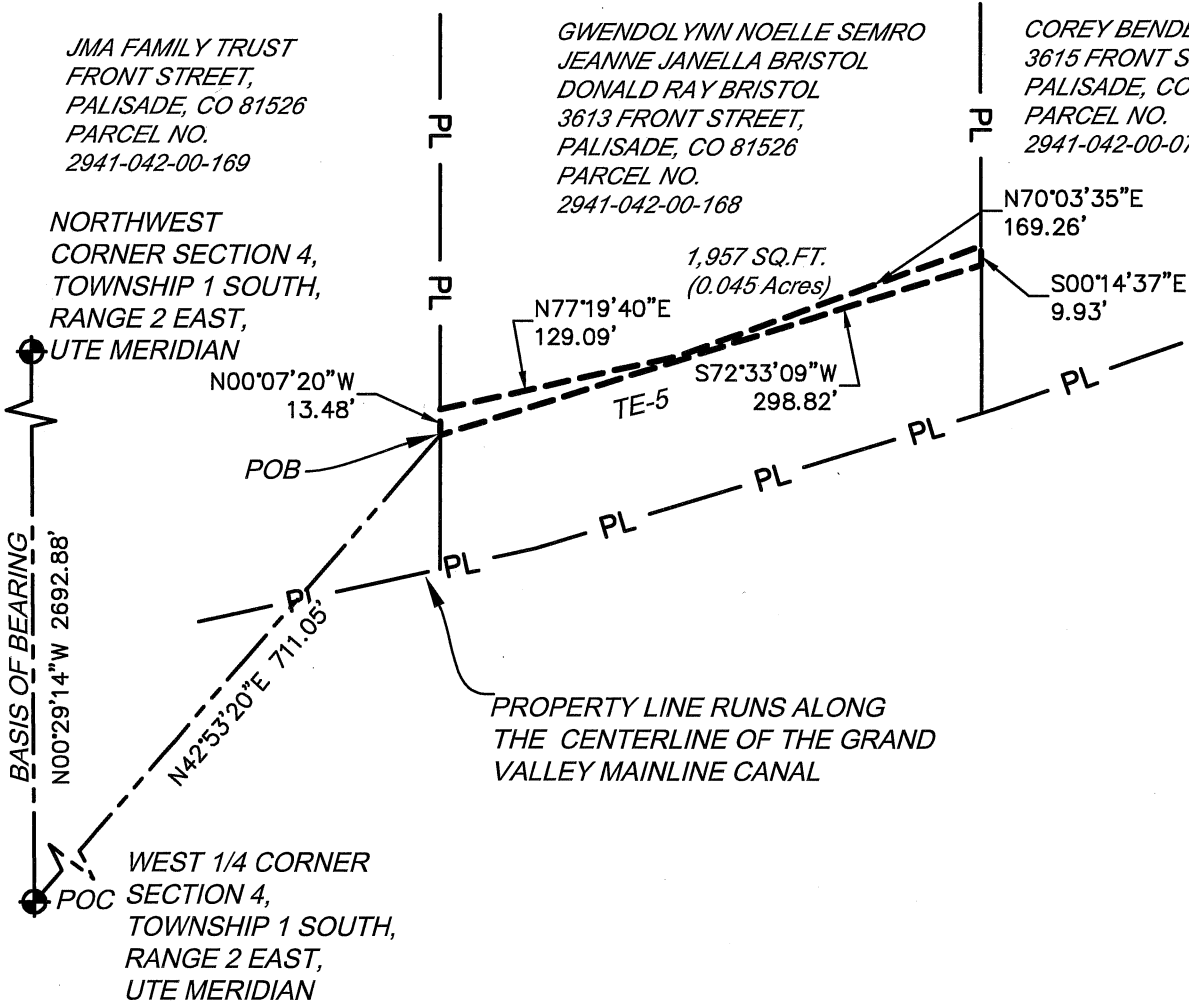 JMA FAMILY TRUST
FRONT STREET,
PALISADE, CO 81526
PARCEL NO.
2941-042-00-169
GWENDOLYNN NOELLE SEMRO
JEANNE JANELLA BRISTOL
DONALD RAY BRISTOL
3613 FRONT STREET,
PALISADE, CO 81526
PARCEL NO.
2941-042-00-168
COREY BENDE
3615 FRONT S
PALISADE, CO
PARCEL NO.
2941-042-00-07
PL
PL
PL
NORTHWEST
CORNER SECTION 4,
TOWNSHIP 1 SOUTH,
RANGE 2 EAST,
UTE MERIDIAN
N70°03'35"E
169.26'
1,957 SQ.FT.
(0.045 Acres)
S00°14'37"E
9.93'
N77°19'40"E
129.09'
N00°07'20"W
13.48'
S72°33'09"W
298.82'
TE-5
POB
PL
PL
PL
PL
PL
PL
BASIS OF BEARING
N00°29'14"W 2692.88'
N42°53'20"E 711.05'
PROPERTY LINE RUNS ALONG
THE CENTERLINE OF THE GRAND
VALLEY MAINLINE CANAL
POC
WEST 1/4 CORNER
SECTION 4,
TOWNSHIP 1 SOUTH,
RANGE 2 EAST,
UTE MERIDIAN